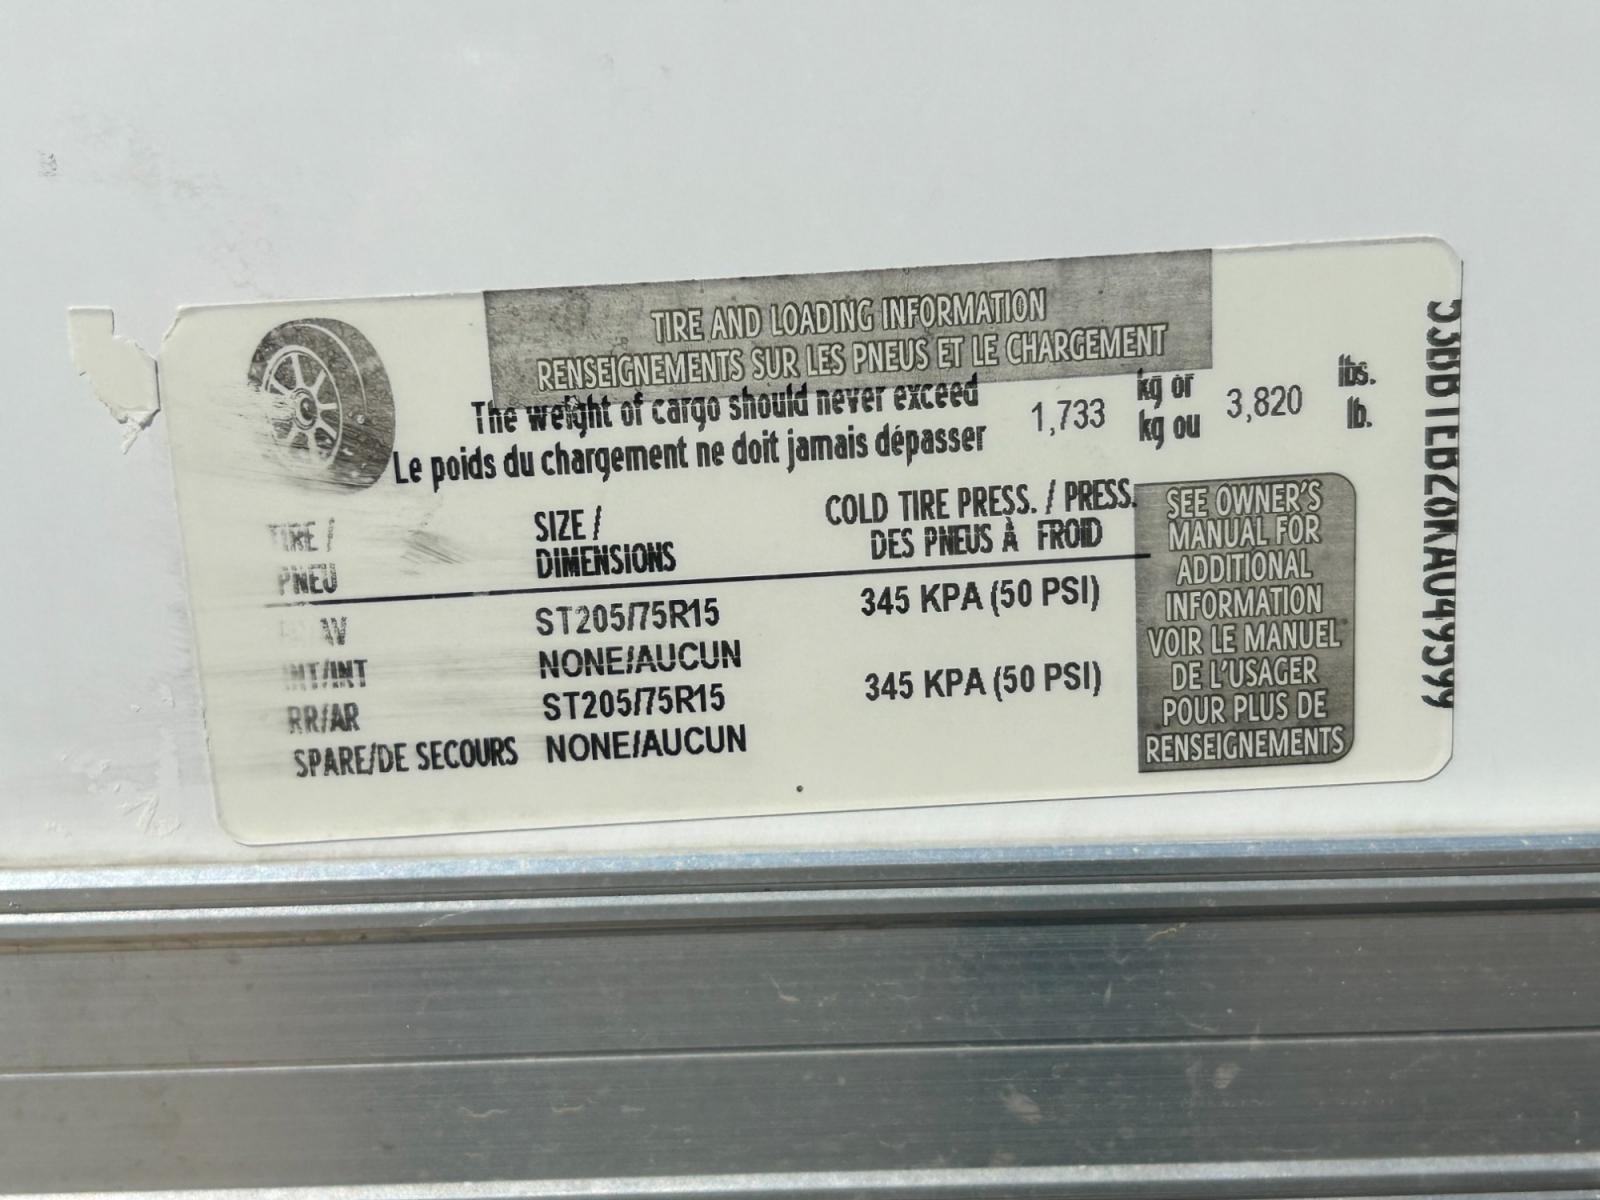 TIRE AND LOADING INFORMATION
RENSEIGNEMENTS SUR LES PNEUS ET LE CHARGEMENT
The weight of cargo should never exceed 1,733 kg or 3,820 lbs.
Le poids du chargement ne doit jamais dépasser kg ou lb.
TIRE / SIZE / COLD TIRE PRESS. / PRESS.
PNEU DIMENSIONS DES PNEUS À FROID
AV ST205/75R15 345 KPA (50 PSI)
INT/INT NONE/AUCUN
RR/AR ST205/75R15 345 KPA (50 PSI)
SPARE/DE SECOURS NONE/AUCUN
SEE OWNER'S
MANUAL FOR
ADDITIONAL
INFORMATION
VOIR LE MANUEL
DE L'USAGER
POUR PLUS DE
RENSEIGNEMENTS